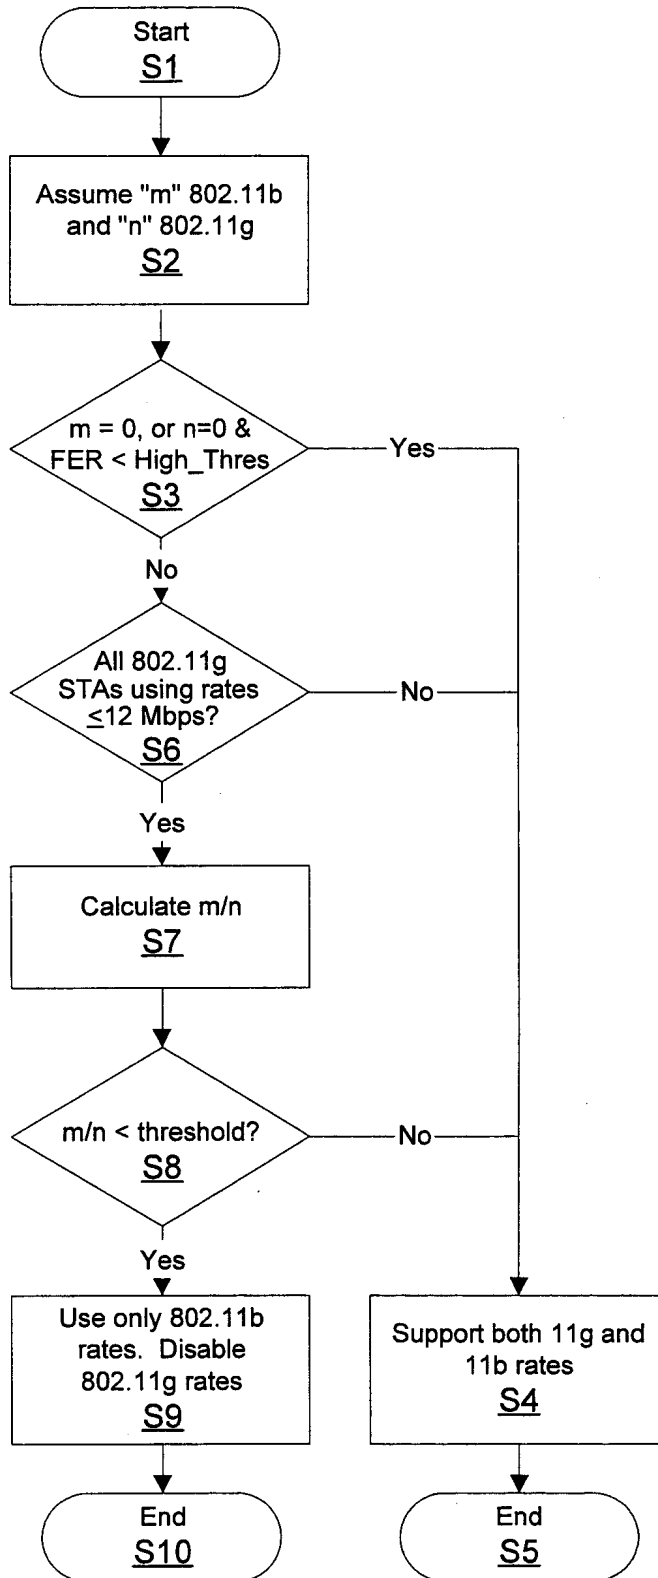 Start
S1
Assume "m" 802.11b
and "n" 802.11g
S2
m = 0, or n=0 &
FER < High_Thres
S3
Yes
No
All 802.11g
STAs using rates
≤12 Mbps?
S6
No
Yes
Calculate m/n
S7
m/n < threshold?
S8
No
Yes
Use only 802.11b
rates. Disable
802.11g rates
S9
Support both 11g and
11b rates
S4
End
S10
End
S5